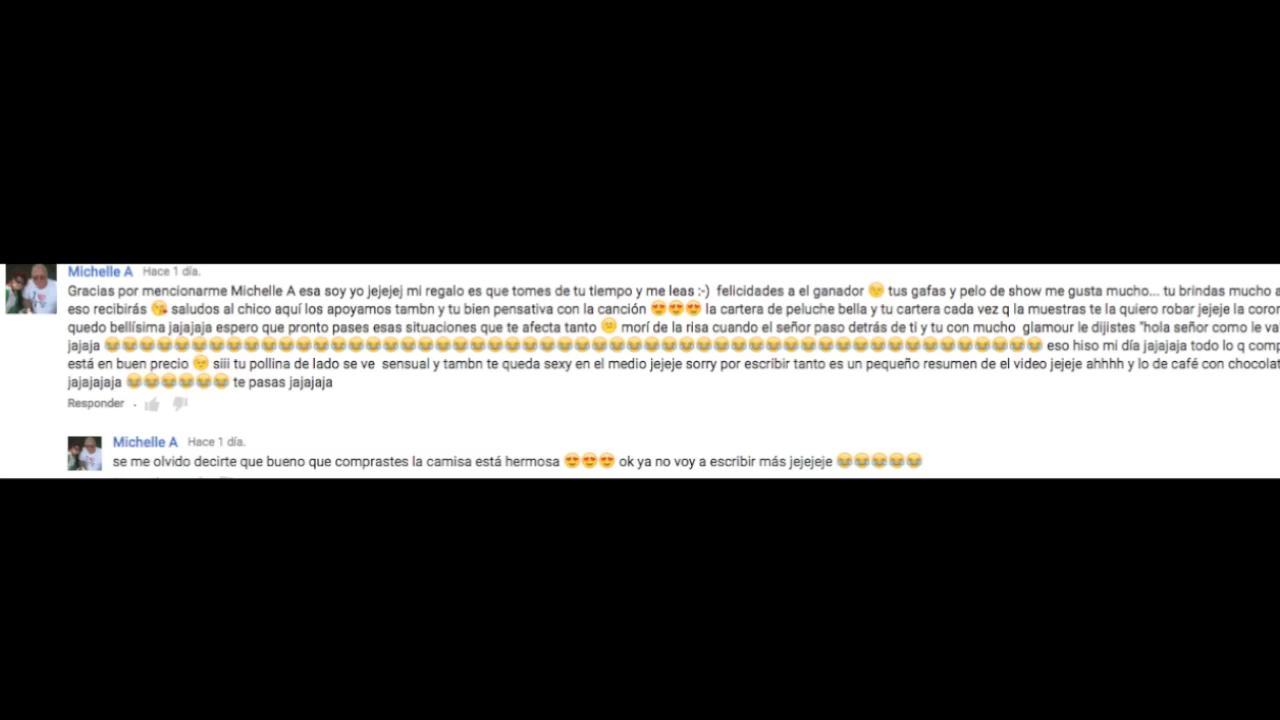 Michelle A Hace 1 día.
Gracias por mencionarme Michelle A esa soy yo jejejej mi regalo es que tomes de tu tiempo y me leas :-) felicidades a el ganador 😉 tus gafas y pelo de show me gusta mucho... tu brindas mucho a
eso recibirás 😘 saludos al chico aquí los apoyamos tambn y tu bien pensativa con la canción 😍😍😍 la cartera de peluche bella y tu cartera cada vez q la muestras te la quiero robar jejeje la coron
quedo bellísima jajajaja espero que pronto pases esas situaciones que te afecta tanto 😕 morí de la risa cuando el señor paso detrás de ti y tu con mucho glamour le dijistes "hola señor como le va
jajaja 😂😂😂😂😂😂😂😂😂😂😂😂😂😂😂😂😂😂😂😂😂😂😂😂😂😂😂😂😂😂😂😂😂😂😂😂😂😂😂😂😂😂😂😂😂😂😂😂😂😂😂😂😂 eso hiso mi día jajajaja todo lo q comp
está en buen precio 😉 siii tu pollina de lado se ve sensual y tambn te queda sexy en el medio jejeje sorry por escribir tanto es un pequeño resumen de el video jejeje ahhhh y lo de café con chocolat
jajajajaja 😂😂😂😂😂😂 te pasas jajajaja
Responder
Michelle A Hace 1 día.
se me olvido decirte que bueno que comprastes la camisa está hermosa 😍😍😍 ok ya no voy a escribir más jejejeje 😂😂😂😂😂